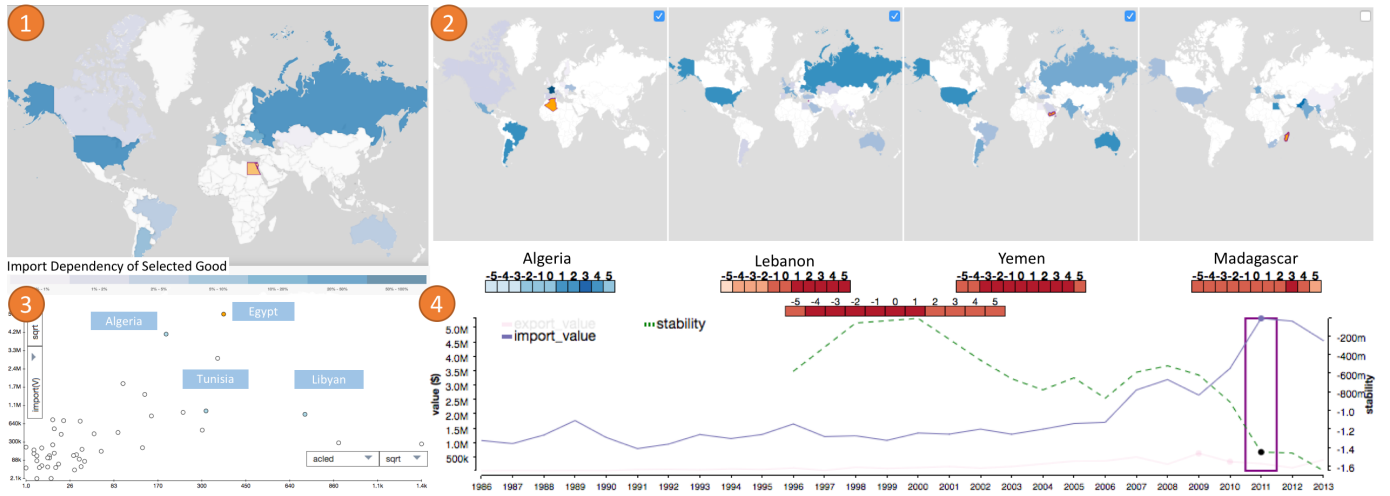 1
2
Import Dependency of Selected Good
3
sqrt
import(V)
Algeria
Egypt
Tunisia
Libyan
4.2M
3.3M
2.4M
1.7M
1.1M
640k
300k
88k
2.1k
acled
sqrt
1.0 26 83 170 300 450 640 880 1.1k 1.4k
4
Algeria
-5-4-3-2-1 0 1 2 3 4 5
Lebanon
-5-4-3-2-1 0 1 2 3 4 5
Yemen
-5-4-3-2-1 0 1 2 3 4 5
Madagascar
-5-4-3-2-1 0 1 2 3 4 5
-5 -4 -3 -2 -1 0 1 2 3 4 5
export_value
import_value
stability
value ($)
5.0M
4.5M
4.0M
3.5M
3.0M
2.5M
2.0M
1.5M
1.0M
500k
-200m
-400m
-600m
-800m
-1.0
-1.2
-1.4
-1.6
stability
1986 1987 1988 1989 1990 1991 1992 1993 1994 1995 1996 1997 1998 1999 2000 2001 2002 2003 2004 2005 2006 2007 2008 2009 2010 2011 2012 2013